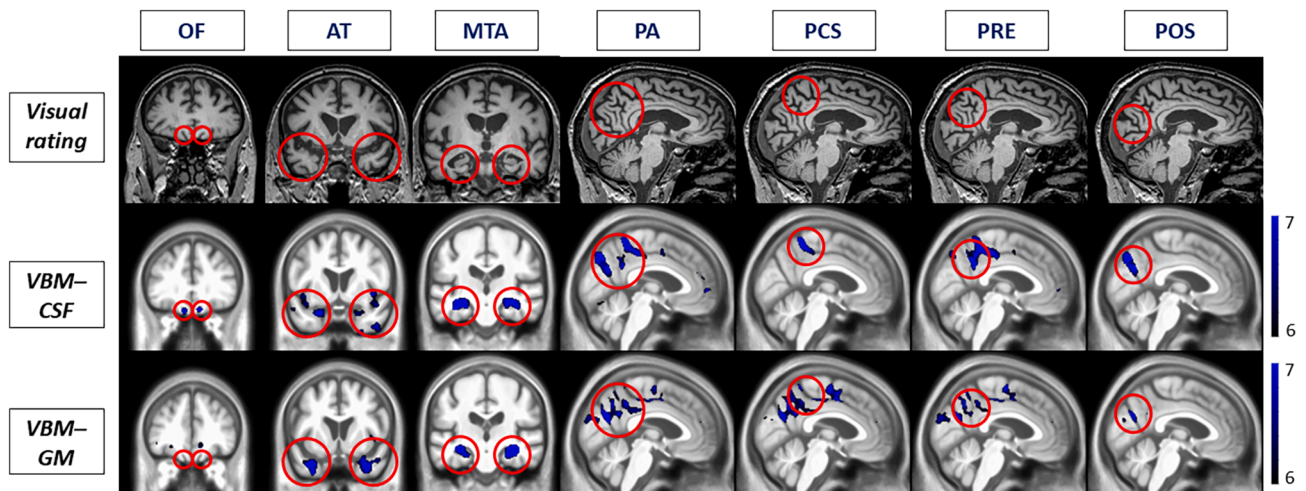 OF AT MTA PA PCS PRE POS
Visual
rating
VBM–
CSF
7
6
VBM–
GM
7
6